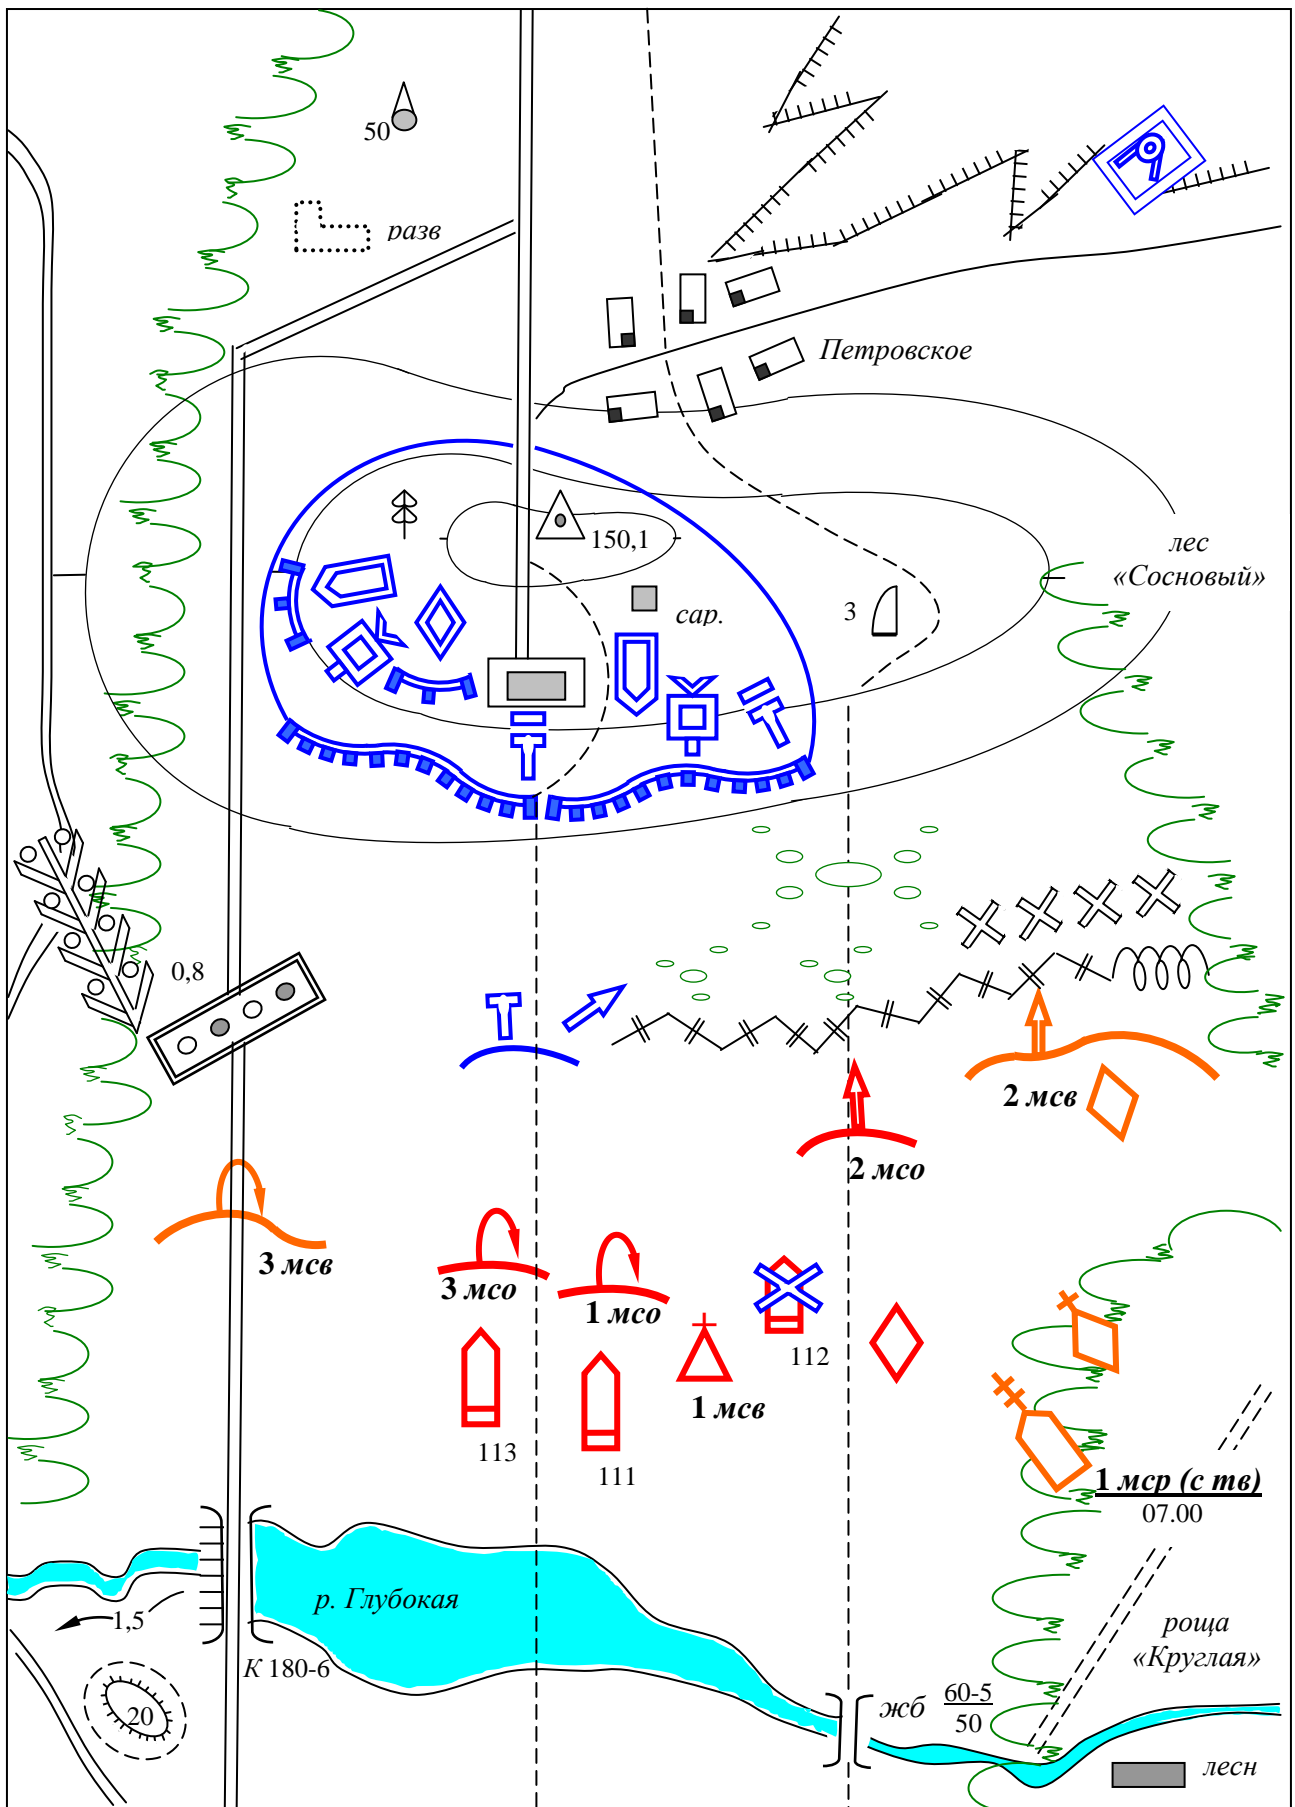 50
разв
Петровское
150,1
лес
«Сосновый»
сар.
3
0,8
2 мсв
2 мсо
3 мсв
3 мсо
1 мсо
112
1 мсв
113
111
1 мср (с тв)
07.00
р. Глубокая
1,5
роща
«Круглая»
К 180-6
20
жб
60-5
50
лесн